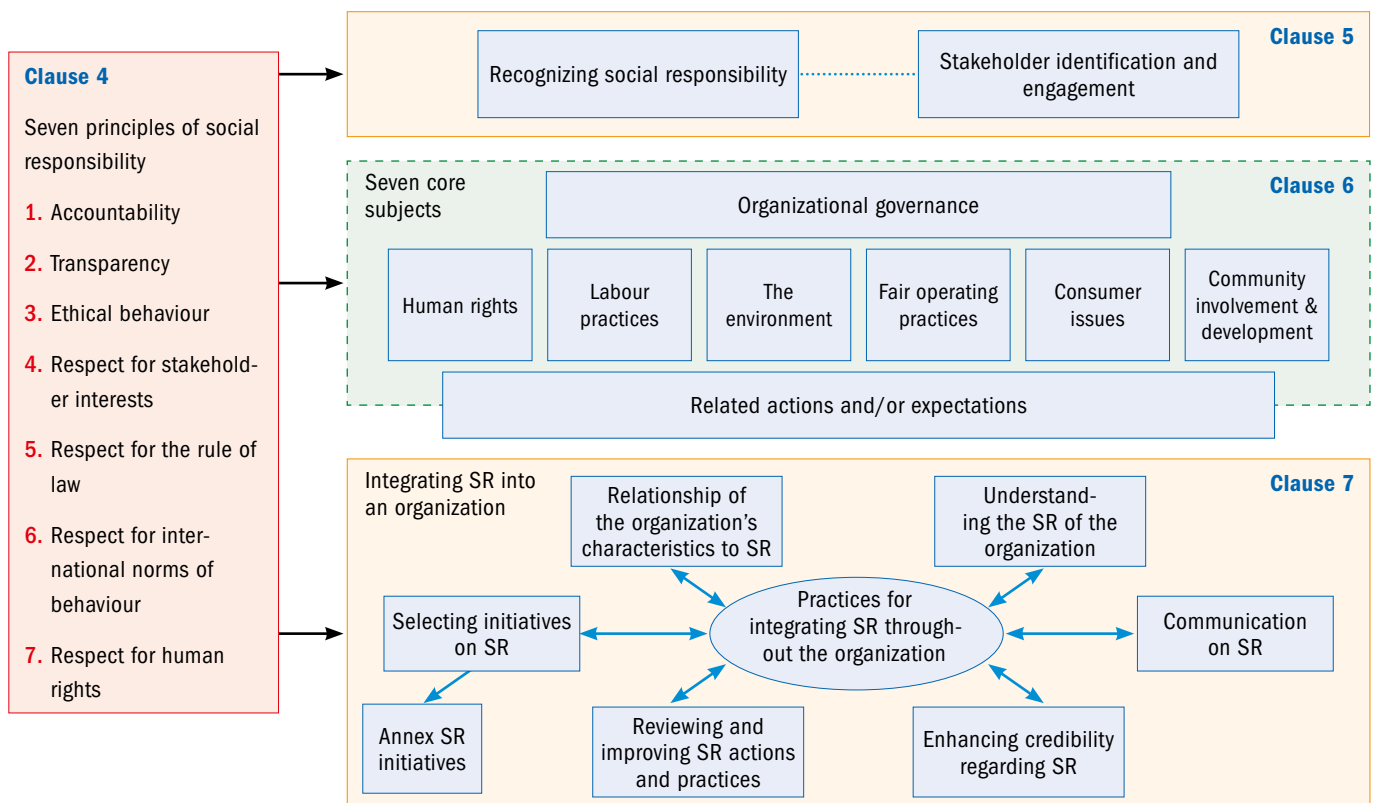 Clause 4
Seven principles of social
responsibility
1. Accountability
2. Transparency
3. Ethical behaviour
4. Respect for stakehold-
er interests
5. Respect for the rule of
law
6. Respect for inter-
national norms of
behaviour
7. Respect for human
rights
Clause 5
Recognizing social responsibility
Stakeholder identification and
engagement
Seven core
subjects
Clause 6
Organizational governance
Human rights
Labour
practices
The
environment
Fair operating
practices
Consumer
issues
Community
involvement &
development
Related actions and/or expectations
Integrating SR into
an organization
Clause 7
Relationship of
the organization’s
characteristics to SR
Understand-
ing the SR of the
organization
Selecting initiatives
on SR
Practices for
integrating SR through-
out the organization
Communication
on SR
Annex SR
initiatives
Reviewing and
improving SR actions
and practices
Enhancing credibility
regarding SR